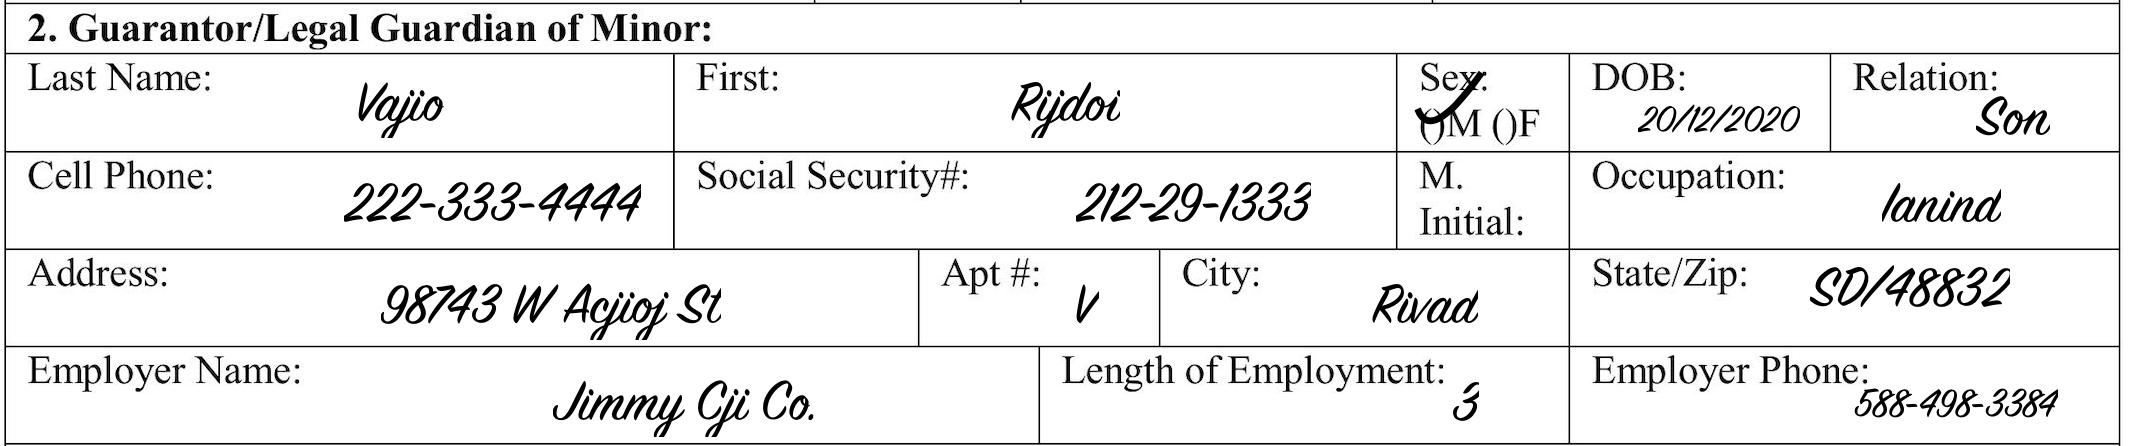 2. Guarantor/Legal Guardian of Minor:
Last Name: Vajio First: Rijdoi Sex: ()M ()F DOB: 20/12/2020 Relation: Son
Cell Phone: 222-333-4444 Social Security#: 212-29-1333 M. Initial: Occupation: Ianind
Address: 98743 W Acjioj St Apt #: V City: Rivad State/Zip: SD/48832
Employer Name: Jimmy Cji Co. Length of Employment: 3 Employer Phone: 588-498-3384